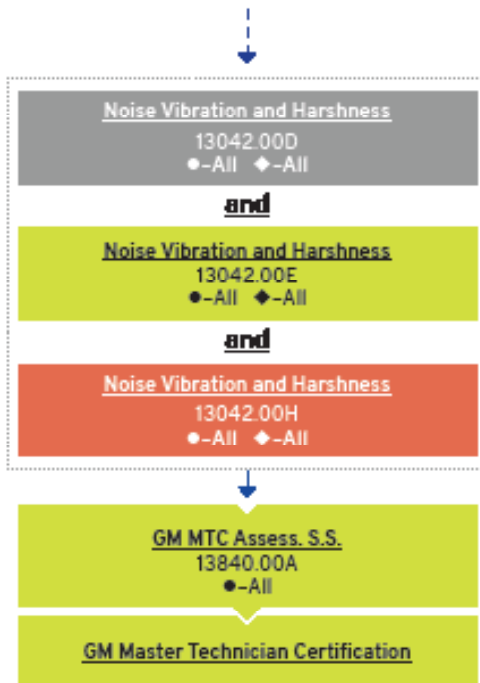 Noise Vibration and Harshness
13042.00D
●-All ◆-All
and
Noise Vibration and Harshness
13042.00E
●-All ◆-All
and
Noise Vibration and Harshness
13042.00H
●-All ◆-All
GM MTC Assess. S.S.
13840.00A
●-All
GM Master Technician Certification